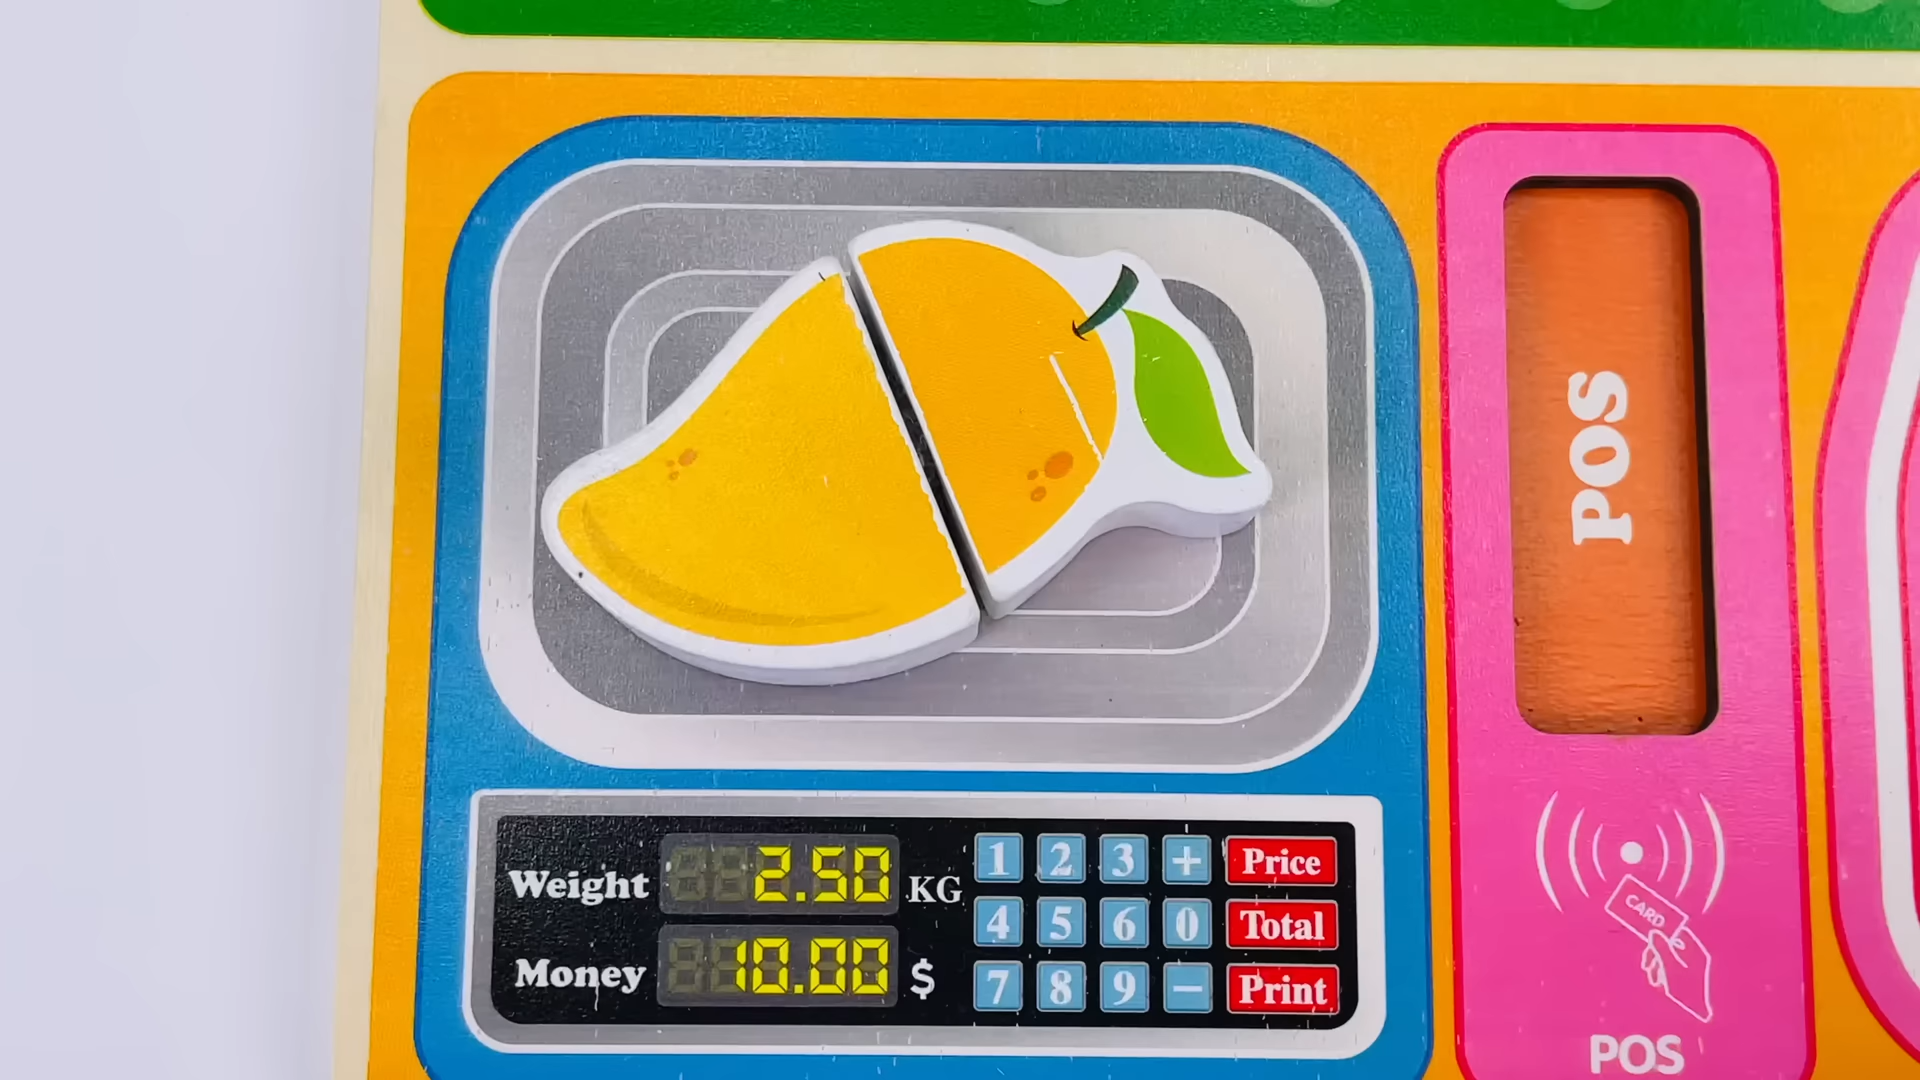 POS
Weight 2.50 KG
Money 10.00 $
1 2 3 + Price
4 5 6 0 Total
7 8 9 − Print
CARD
POS